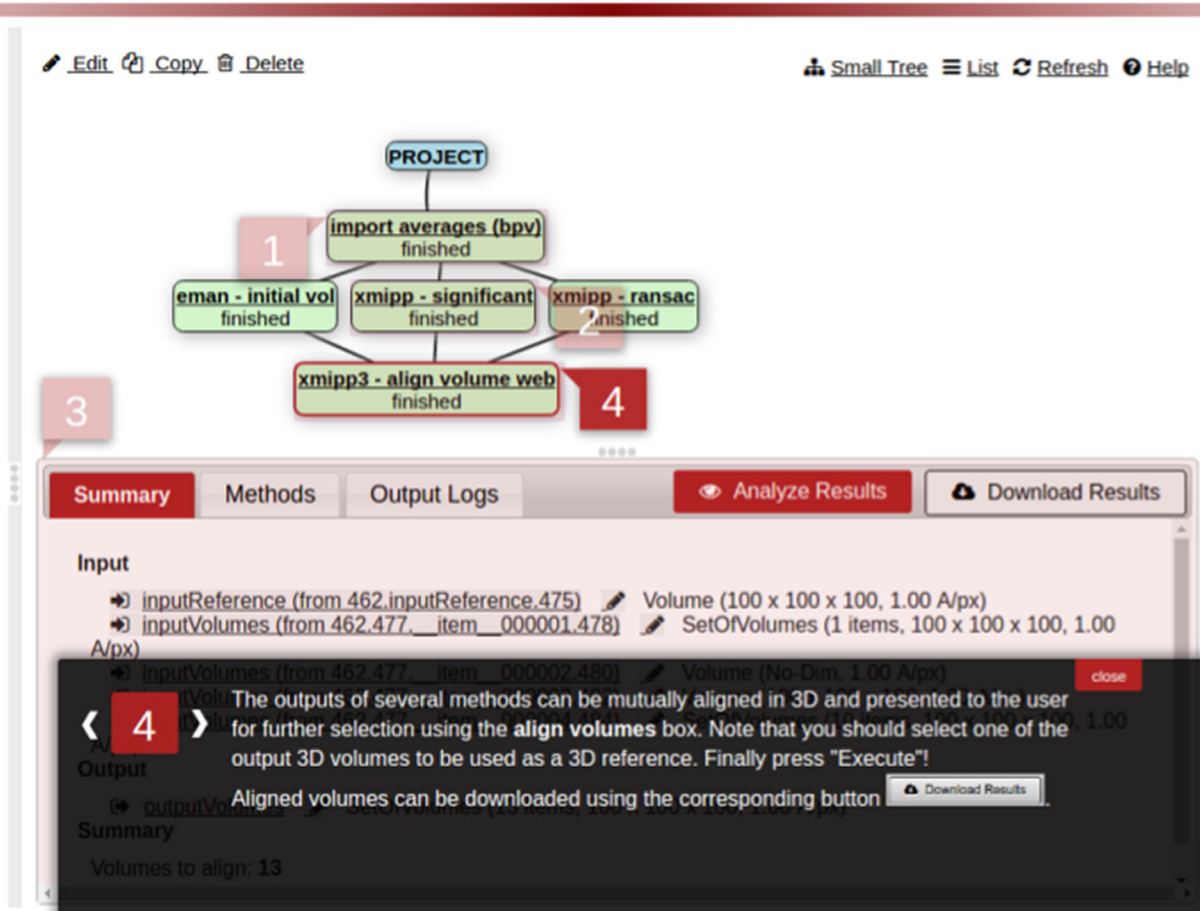 Edit Copy Delete
Small Tree List Refresh Help
PROJECT
import averages (bpv)
finished
1
eman - initial vol
finished
xmipp - significant
finished
xmipp - ransac
finished
2
xmipp3 - align volume web
finished
4
3
Summary Methods Output Logs Analyze Results Download Results
Input
inputReference (from 462.inputReference.475) Volume (100 x 100 x 100, 1.00 A/px)
inputVolumes (from 462.477.__item__000001.478) SetOfVolumes (1 items, 100 x 100 x 100, 1.00
A/px)
inputVolumes (from 462.477.__item__000002.480) Volume (No-Dim, 1.00 A/px)
close
4
The outputs of several methods can be mutually aligned in 3D and presented to the user
for further selection using the align volumes box. Note that you should select one of the
output 3D volumes to be used as a 3D reference. Finally press "Execute"!
Output
Aligned volumes can be downloaded using the corresponding button Download Results .
outputVolumes
Summary
Volumes to align: 13